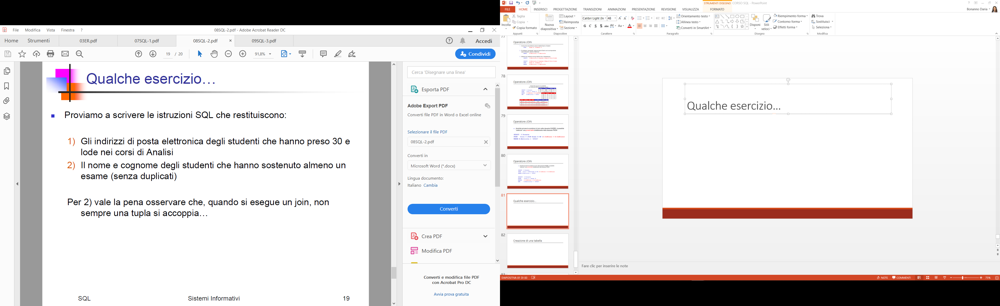 File Modifica Vista Finestra ?
08SQL-2.pdf - Adobe Acrobat Reader DC
Home Strumenti 03ER.pdf 07SQL-1.pdf 08SQL-2.pdf × 09SQL-3.pdf Accedi
19 / 20 91,8% Condividi
Qualche esercizio…
Proviamo a scrivere le istruzioni SQL che restituiscono:
1) Gli indirizzi di posta elettronica degli studenti che hanno preso 30 e
lode nei corsi di Analisi
2) Il nome e cognome degli studenti che hanno sostenuto almeno un
esame (senza duplicati)
Per 2) vale la pena osservare che, quando si esegue un join, non
sempre una tupla si accoppia…
SQL Sistemi Informativi 19
Cerca 'Disegnare una linea'
Esporta PDF
Adobe Export PDF
Converti file PDF in Word o Excel online
Selezionare il file PDF
08SQL-2.pdf
Converti in
Microsoft Word (*.docx)
Lingua documento:
Italiano Cambia
Converti
Crea PDF
Modifica PDF
Converti e modifica file PDF
con Acrobat Pro DC
Avvia prova gratuita
STRUMENTI DISEGNO CORSO SQL - PowerPoint
FILE HOME INSERISCI PROGETTAZIONE TRANSIZIONI ANIMAZIONI PRESENTAZIONE REVISIONE VISUALIZZA FORMATO Bonanno Daria
Incolla
Taglia
Copia
Copia formato
Appunti
Nuova
diapositiva
Layout
Reimposta
Sezione
Diapositive
Calibri Light (In 48
G C S S abc AV Aa A
Carattere
Orientamento testo
Allinea testo
Converti in SmartArt
Paragrafo
Disponi
Stili
veloci
Riempimento forma
Contorno forma
Effetti forma
Disegno
Trova
Sostituisci
Seleziona
Modifica
77
Operatore JOIN
78
Operatore JOIN
79
Operatore JOIN
80
Operatore JOIN
81
Qualche esercizio...
82
Creazione di una tabella
83
Qualche esercizio...
Fare clic per inserire le note
DIAPOSITIVA 81 DI 83 NOTE COMMENTI 75%